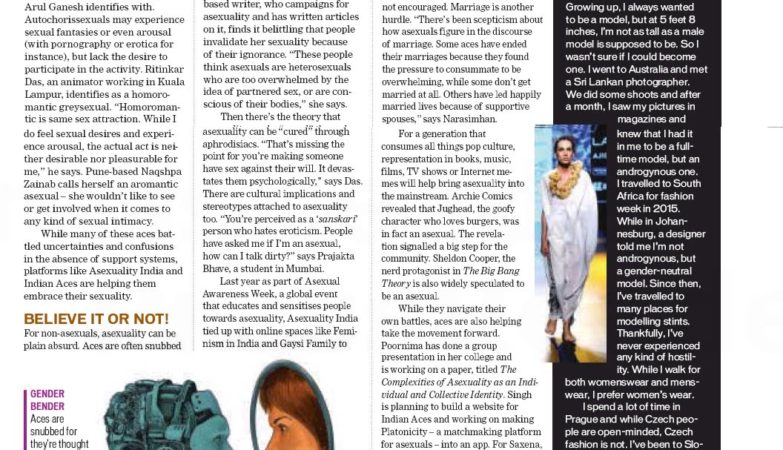 Arul Ganesh identifies with.
Autochorissexuals may experience
sexual fantasies or even arousal
(with pornography or erotica for
instance), but lack the desire to
participate in the activity. Ritinkar
Das, an animator working in Kuala
Lampur, identifies as a homoro-
mantic greysexual. “Homoroman-
tic is same sex attraction. While I
do feel sexual desires and experi-
ence arousal, the actual act is nei-
ther desirable nor pleasurable for
me,” he says. Pune-based Naqshpa
Zainab calls herself an aromantic
asexual – she wouldn’t like to see
or get involved when it comes to
any kind of sexual intimacy.
While many of these aces bat-
tled uncertainties and confusions
in the absence of support systems,
platforms like Asexuality India and
Indian Aces are helping them
embrace their sexuality.
BELIEVE IT OR NOT!
For non-asexuals, asexuality can be
plain absurd. Aces are often snubbed
GENDER
BENDER
Aces are
snubbed for
they’re thought
based writer, who campaigns for
asexuality and has written articles
on it, finds it belittling that people
invalidate her sexuality because
of their ignorance. “These people
think asexuals are heterosexuals
who are too overwhelmed by the
idea of partnered sex, or are con-
scious of their bodies,” she says.
Then there’s the theory that
asexuality can be “cured” through
aphrodisiacs. “That’s missing the
point for you’re making someone
have sex against their will. It devas-
tates them psychologically,” says Das.
There are cultural implications and
stereotypes attached to asexuality
too. “You’re perceived as a ‘sanskari’
person who hates eroticism. People
have asked me if I’m an asexual,
how can I talk dirty?” says Prajakta
Bhave, a student in Mumbai.
Last year as part of Asexual
Awareness Week, a global event
that educates and sensitises people
towards asexuality, Asexuality India
tied up with online spaces like Femi-
nism in India and Gaysi Family to
not encouraged. Marriage is another
hurdle. “There’s been scepticism about
how asexuals figure in the discourse
of marriage. Some aces have ended
their marriages because they found
the pressure to consummate to be
overwhelming, while some don’t get
married at all. Others have led happily
married lives because of supportive
spouses,” says Narasimhan.
For a generation that
consumes all things pop culture,
representation in books, music,
films, TV shows or Internet me-
mes will help bring asexuality into
the mainstream. Archie Comics
revealed that Jughead, the goofy
character who loves burgers, was
in fact an asexual. The revela-
tion signalled a big step for the
community. Sheldon Cooper, the
nerd protagonist in The Big Bang
Theory is also widely speculated to
be an asexual.
While they navigate their
own battles, aces are also helping
take the movement forward.
Poornima has done a group
presentation in her college and
is working on a paper, titled The
Complexities of Asexuality as an Indi-
vidual and Collective Identity. Singh
is planning to build a website for
Indian Aces and working on making
Platonicity – a matchmaking platform
for asexuals – into an app. For Saxena,
Growing up, I always wanted
to be a model, but at 5 feet 8
inches, I’m not as tall as a male
model is supposed to be. So I
wasn’t sure if I could become
one. I went to Australia and met
a Sri Lankan photographer.
We did some shoots and after
a month, I saw my pictures in
magazines and
knew that I had it
in me to be a full-
time model, but an
androgynous one.
I travelled to South
Africa for fashion
week in 2015.
While in Johan-
nesburg, a designer
told me I’m not
androgynous, but
a gender-neutral
model. Since then,
I’ve travelled to
many places for
modelling stints.
Thankfully, I’ve
never experienced
any kind of hostil-
ity. While I walk for
both womenswear and mens-
wear, I prefer women’s wear.
I spend a lot of time in
Prague and while Czech peo-
ple are open-minded, Czech
fashion is not. I’ve been to Slo-